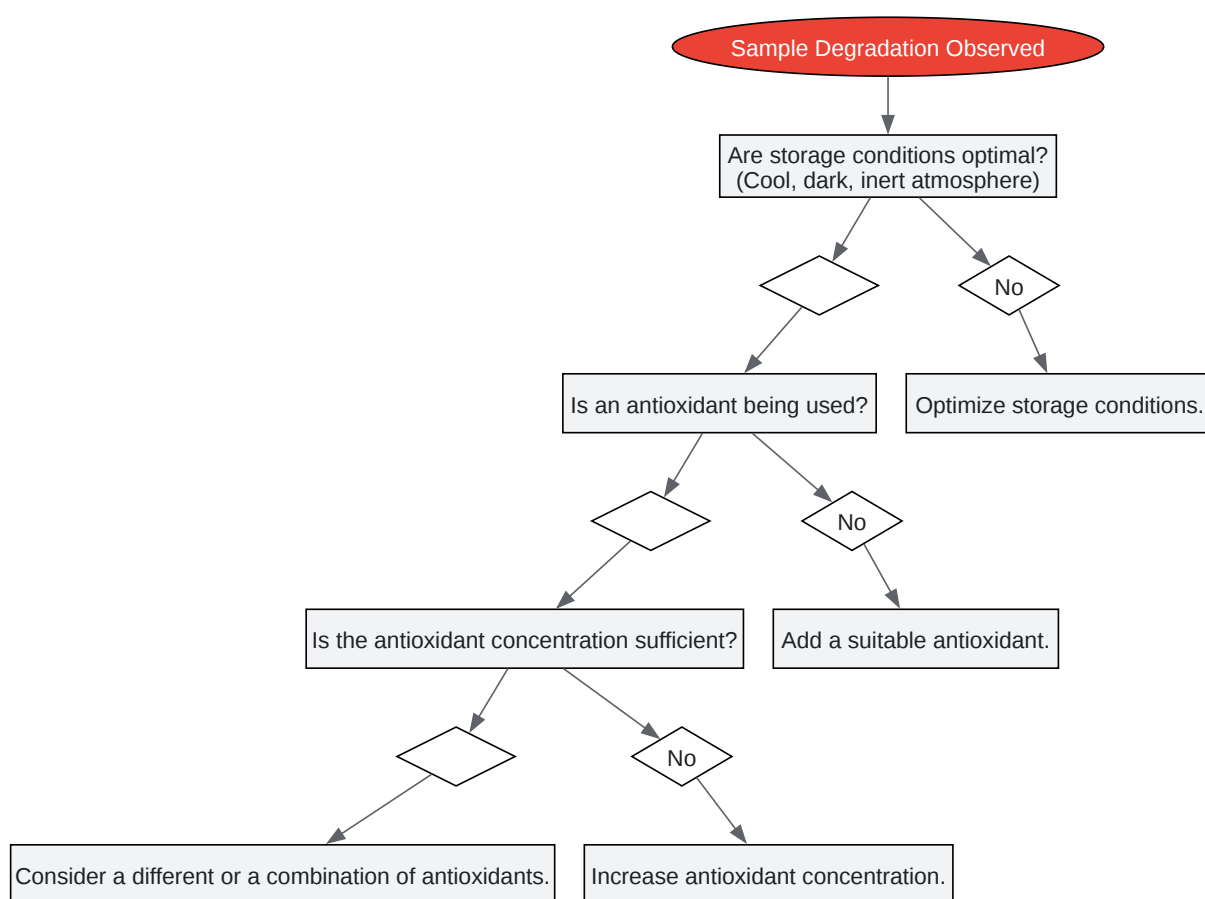 Sample Degradation Observed
Are storage conditions optimal?
(Cool, dark, inert atmosphere)
No
Is an antioxidant being used?
Optimize storage conditions.
No
Is the antioxidant concentration sufficient?
Add a suitable antioxidant.
No
Consider a different or a combination of antioxidants.
Increase antioxidant concentration.